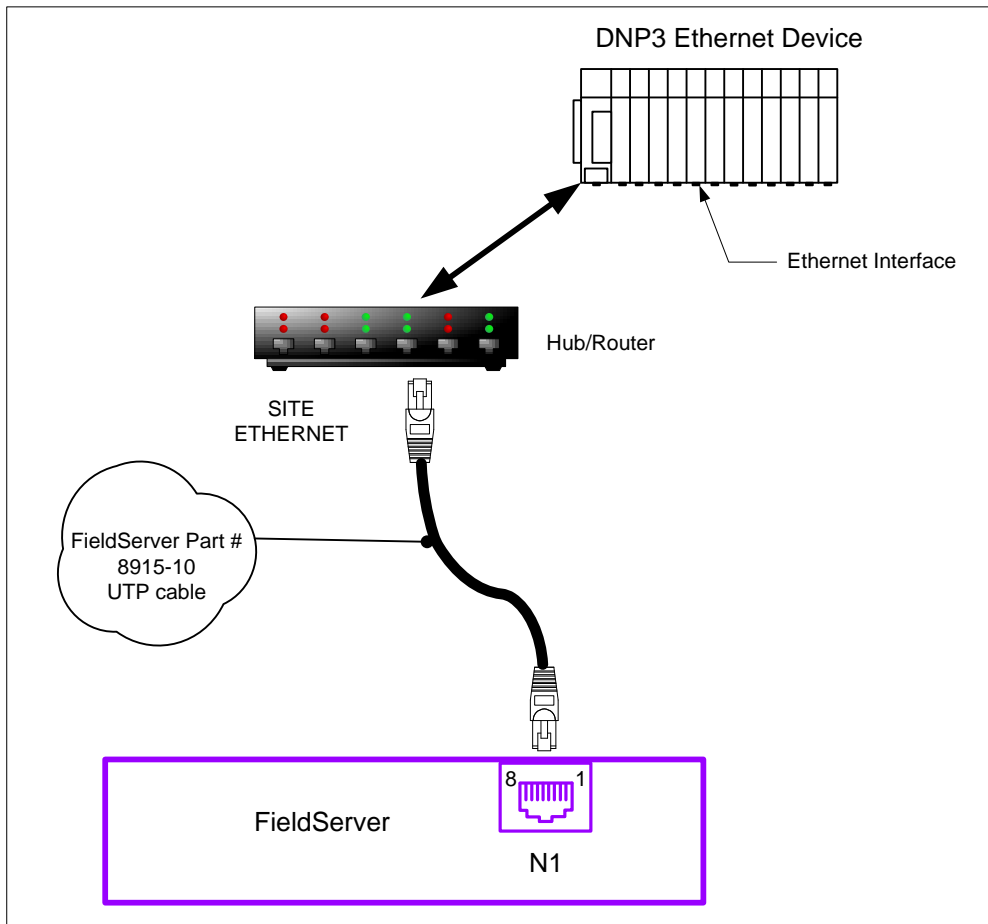 DNP3 Ethernet Device
Ethernet Interface
Hub/Router
SITE
ETHERNET
FieldServer Part #
8915-10
UTP cable
8 1
FieldServer
N1